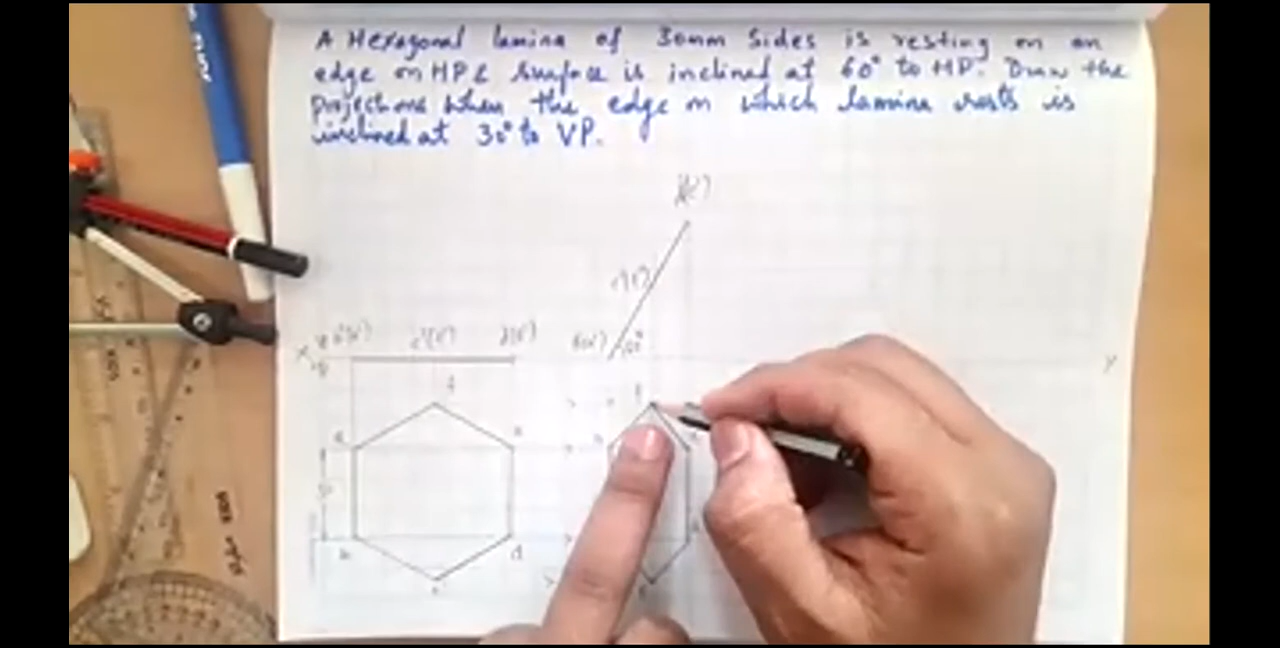 A Hexagonal lamina of 30mm Sides is resting on an
edge on HP & surface is inclined at 60° to HP. Draw the
projections when the edge on which lamina rests is
inclined at 30° to VP.
60°
X Y
f
a e
b d